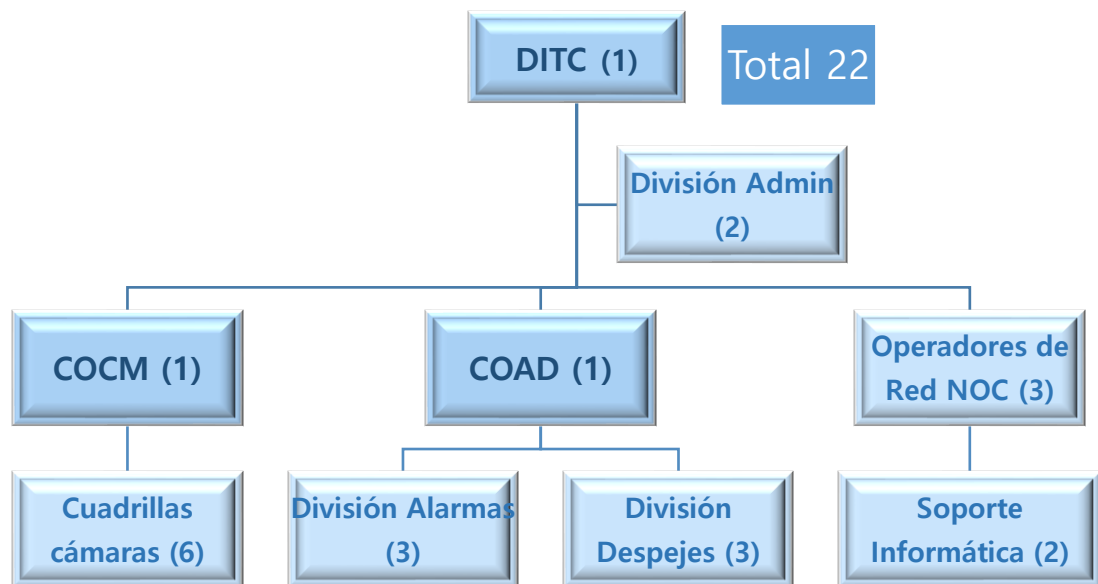 DITC (1)
Total 22
División Admin
(2)
COCM (1)
COAD (1)
Operadores de
Red NOC (3)
Cuadrillas
cámaras (6)
División Alarmas
(3)
División
Despejes (3)
Soporte
Informática (2)